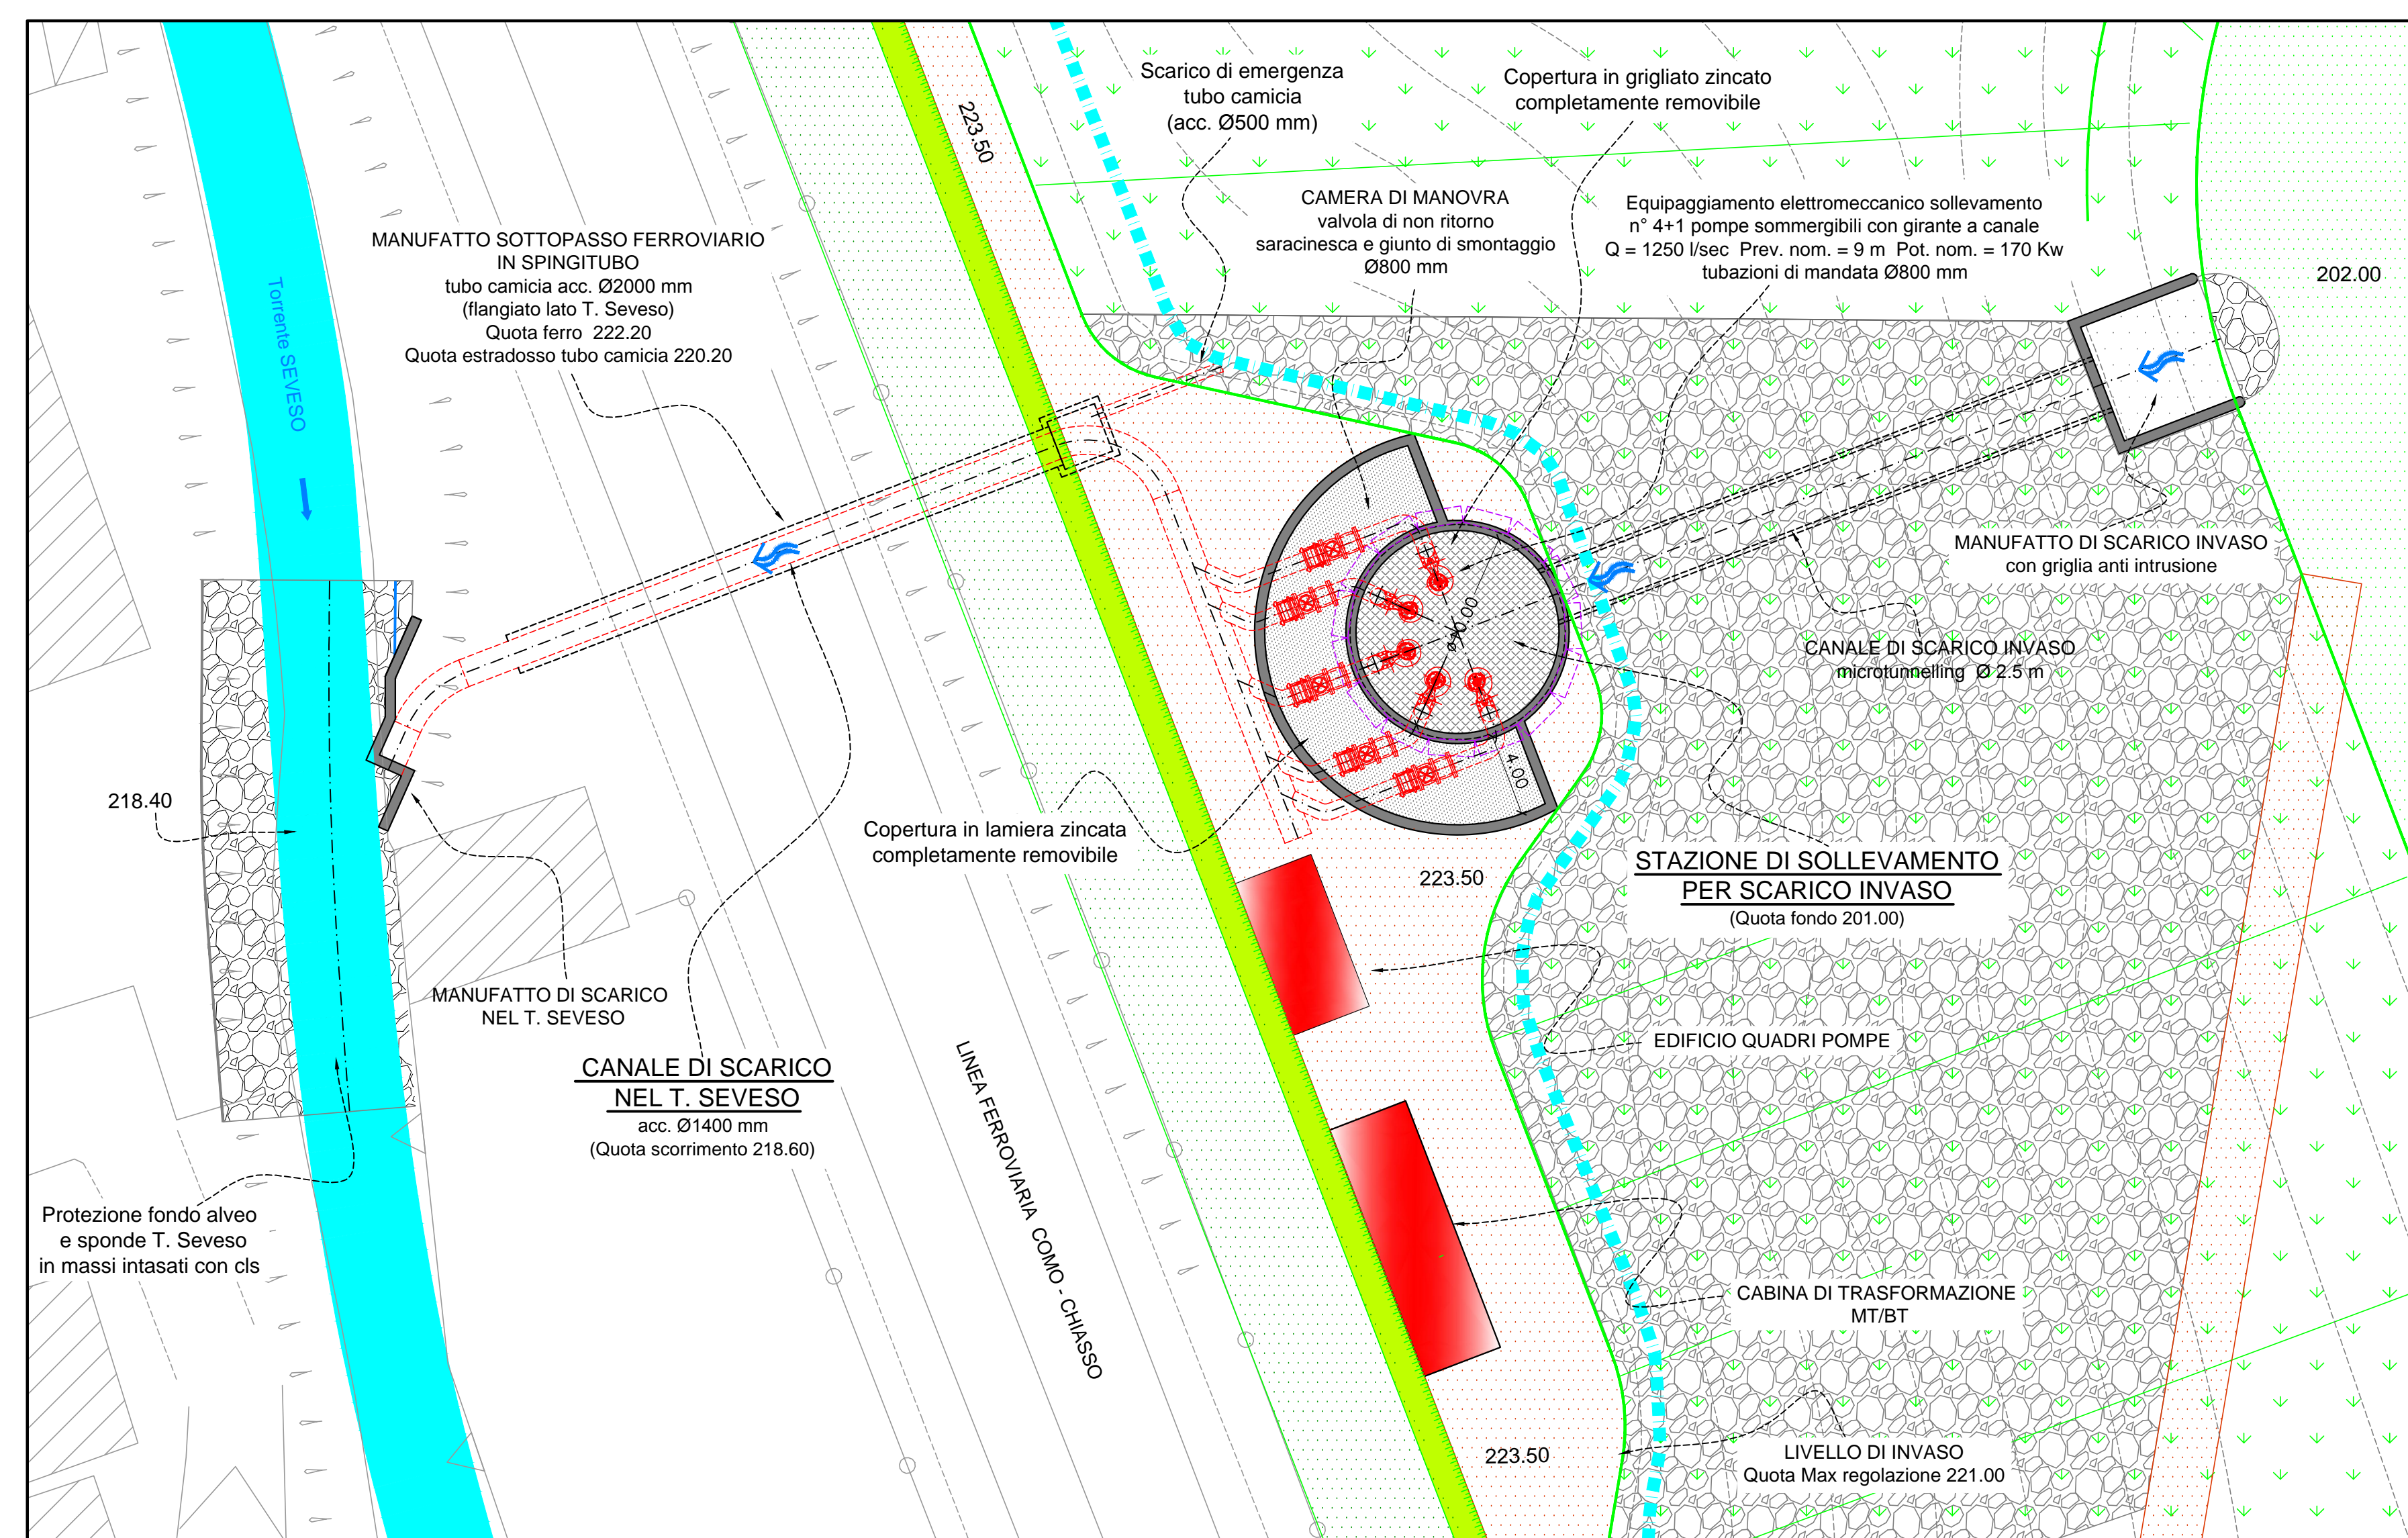 Scarico di emergenza
tubo camicia
(acc. Ø500 mm)
Copertura in grigliato zincato
completamente removibile
223.50
CAMERA DI MANOVRA
valvola di non ritorno
saracinesca e giunto di smontaggio
Ø800 mm
Equipaggiamento elettromeccanico sollevamento
n° 4+1 pompe sommergibili con girante a canale
Q = 1250 l/sec Prev. nom. = 9 m Pot. nom. = 170 Kw
tubazioni di mandata Ø800 mm
202.00
MANUFATTO SOTTOPASSO FERROVIARIO
IN SPINGITUBO
tubo camicia acc. Ø2000 mm
(flangiato lato T. Seveso)
Quota ferro 222.20
Quota estradosso tubo camicia 220.20
Torrente SEVESO
MANUFATTO DI SCARICO INVASO
con griglia anti intrusione
ø10.00
CANALE DI SCARICO INVASO
microtunnelling Ø 2.5 m
4.00
218.40
Copertura in lamiera zincata
completamente removibile
223.50
STAZIONE DI SOLLEVAMENTO
PER SCARICO INVASO
(Quota fondo 201.00)
MANUFATTO DI SCARICO
NEL T. SEVESO
EDIFICIO QUADRI POMPE
CANALE DI SCARICO
NEL T. SEVESO
acc. Ø1400 mm
(Quota scorrimento 218.60)
LINEA FERROVIARIA COMO - CHIASSO
Protezione fondo alveo
e sponde T. Seveso
in massi intasati con cls
CABINA DI TRASFORMAZIONE
MT/BT
223.50
LIVELLO DI INVASO
Quota Max regolazione 221.00